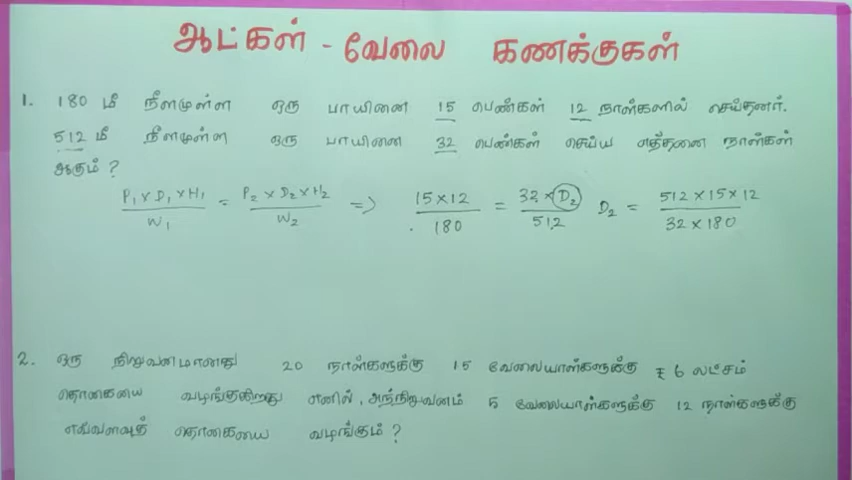 ஆட்கள் - வேலை கணக்குகள்
1. 180 மீ நீளமுள்ள ஒரு பாயினை 15 பெண்கள் 12 நாள்களில் செய்தனர்.
512 மீ நீளமுள்ள ஒரு பாயினை 32 பெண்கள் செய்ய எத்தனை நாள்கள்
ஆகும் ?
P₁ × D₁ × H₁ / W₁ = P₂ × D₂ × H₂ / W₂ => 15 × 12 / 180 = 32 × D₂ / 512 D₂ = 512 × 15 × 12 / 32 × 180
2. ஒரு நிறுவனமானது 20 நாள்களுக்கு 15 வேலையாள்களுக்கு ₹ 6 லட்சம்
தொகையை வழங்குகிறது எனில், அந்நிறுவனம் 5 வேலையாள்களுக்கு 12 நாள்களுக்கு
எவ்வளவுத் தொகையை வழங்கும் ?